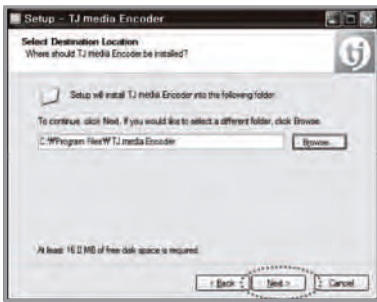 Setup - TJ media Encoder
Select Destination Location
Where should TJ media Encoder be installed?
tj
Setup will install TJ media Encoder into the following folder.
To continue, click Next. If you would like to select a different folder, click Browse.
C:₩Program Files₩TJ media Encoder
Browse...
At least 16.0 MB of free disk space is required.
< Back
Next >
Cancel